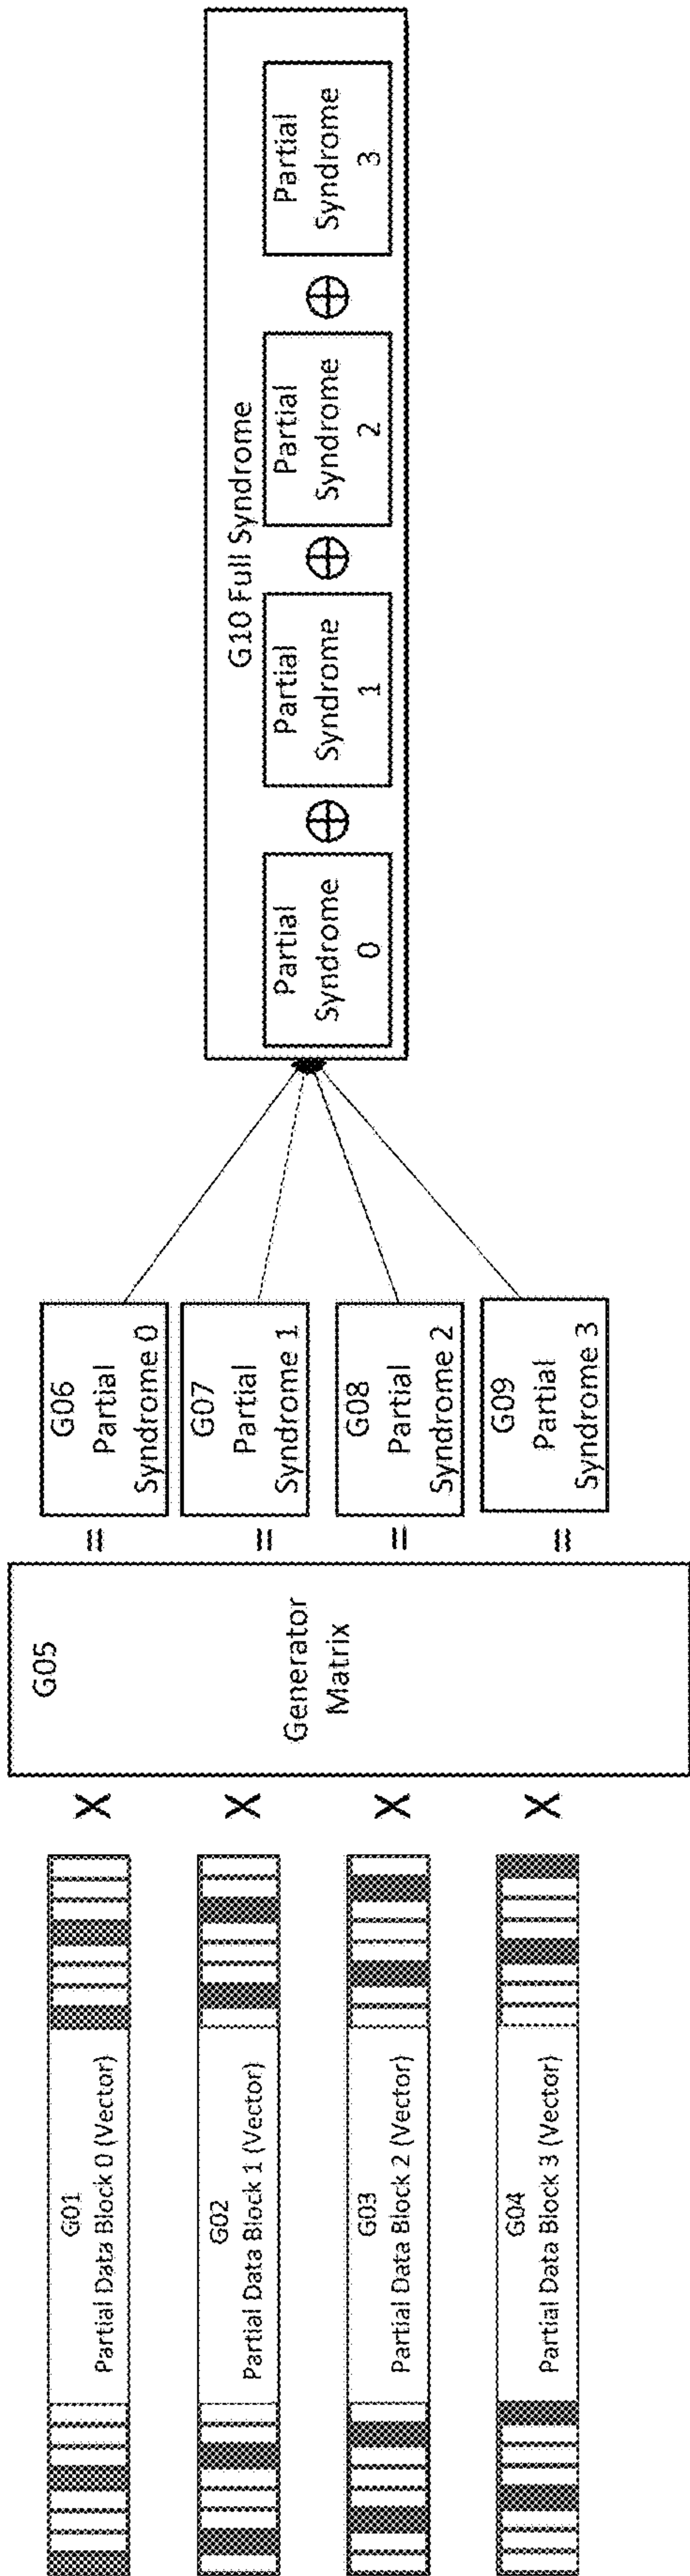 G01
Partial Data Block 0 (Vector)
X
G02
Partial Data Block 1 (Vector)
X
G03
Partial Data Block 2 (Vector)
X
G04
Partial Data Block 3 (Vector)
X
G05
Generator
Matrix
=
G06
Partial
Syndrome 0
=
G07
Partial
Syndrome 1
=
G08
Partial
Syndrome 2
=
G09
Partial
Syndrome 3
G10 Full Syndrome
Partial
Syndrome
0
⊕
Partial
Syndrome
1
⊕
Partial
Syndrome
2
⊕
Partial
Syndrome
3